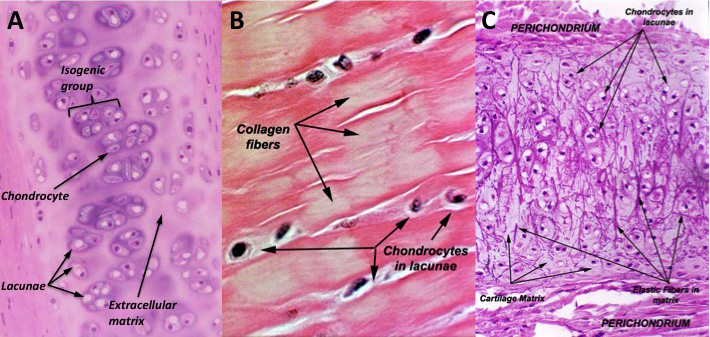 A
Isogenic
group
Chondrocyte
Lacunae
Extracellular
matrix
B
Collagen
fibers
Chondrocytes
in lacunae
C
Chondrocytes in
lacunae
PERICHONDRIUM
Cartilage Matrix
Elastic Fibers in
matrix
PERICHONDRIUM